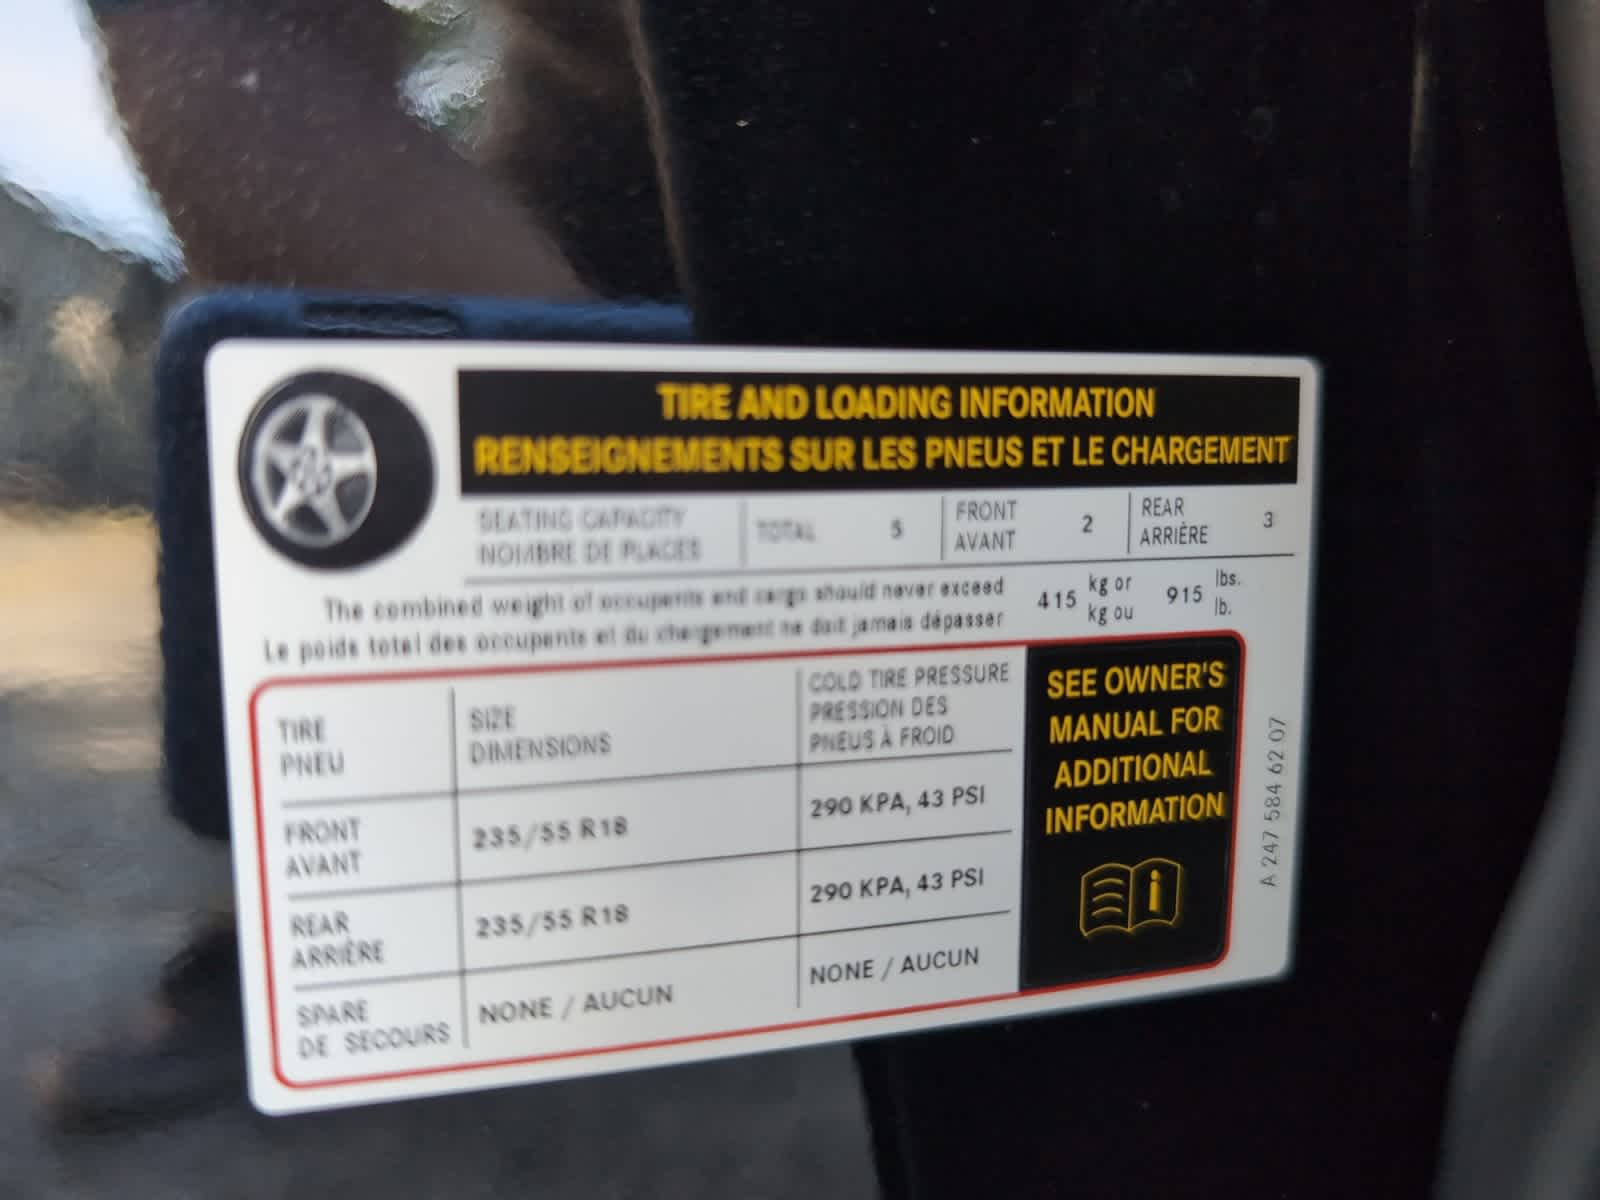 TIRE AND LOADING INFORMATION
RENSEIGNEMENTS SUR LES PNEUS ET LE CHARGEMENT
SEATING CAPACITY
NOMBRE DE PLACES
TOTAL 5
FRONT
AVANT
2
REAR
ARRIÈRE
3
The combined weight of occupants and cargo should never exceed
Le poids total des occupants et du chargement ne doit jamais dépasser
415 kg or
kg ou
915 lbs.
lb.
TIRE
PNEU
SIZE
DIMENSIONS
COLD TIRE PRESSURE
PRESSION DES
PNEUS À FROID
FRONT
AVANT
235/55 R18
290 KPA, 43 PSI
REAR
ARRIÈRE
235/55 R18
290 KPA, 43 PSI
SPARE
DE SECOURS
NONE / AUCUN
NONE / AUCUN
SEE OWNER'S
MANUAL FOR
ADDITIONAL
INFORMATION
A 247 584 62 07